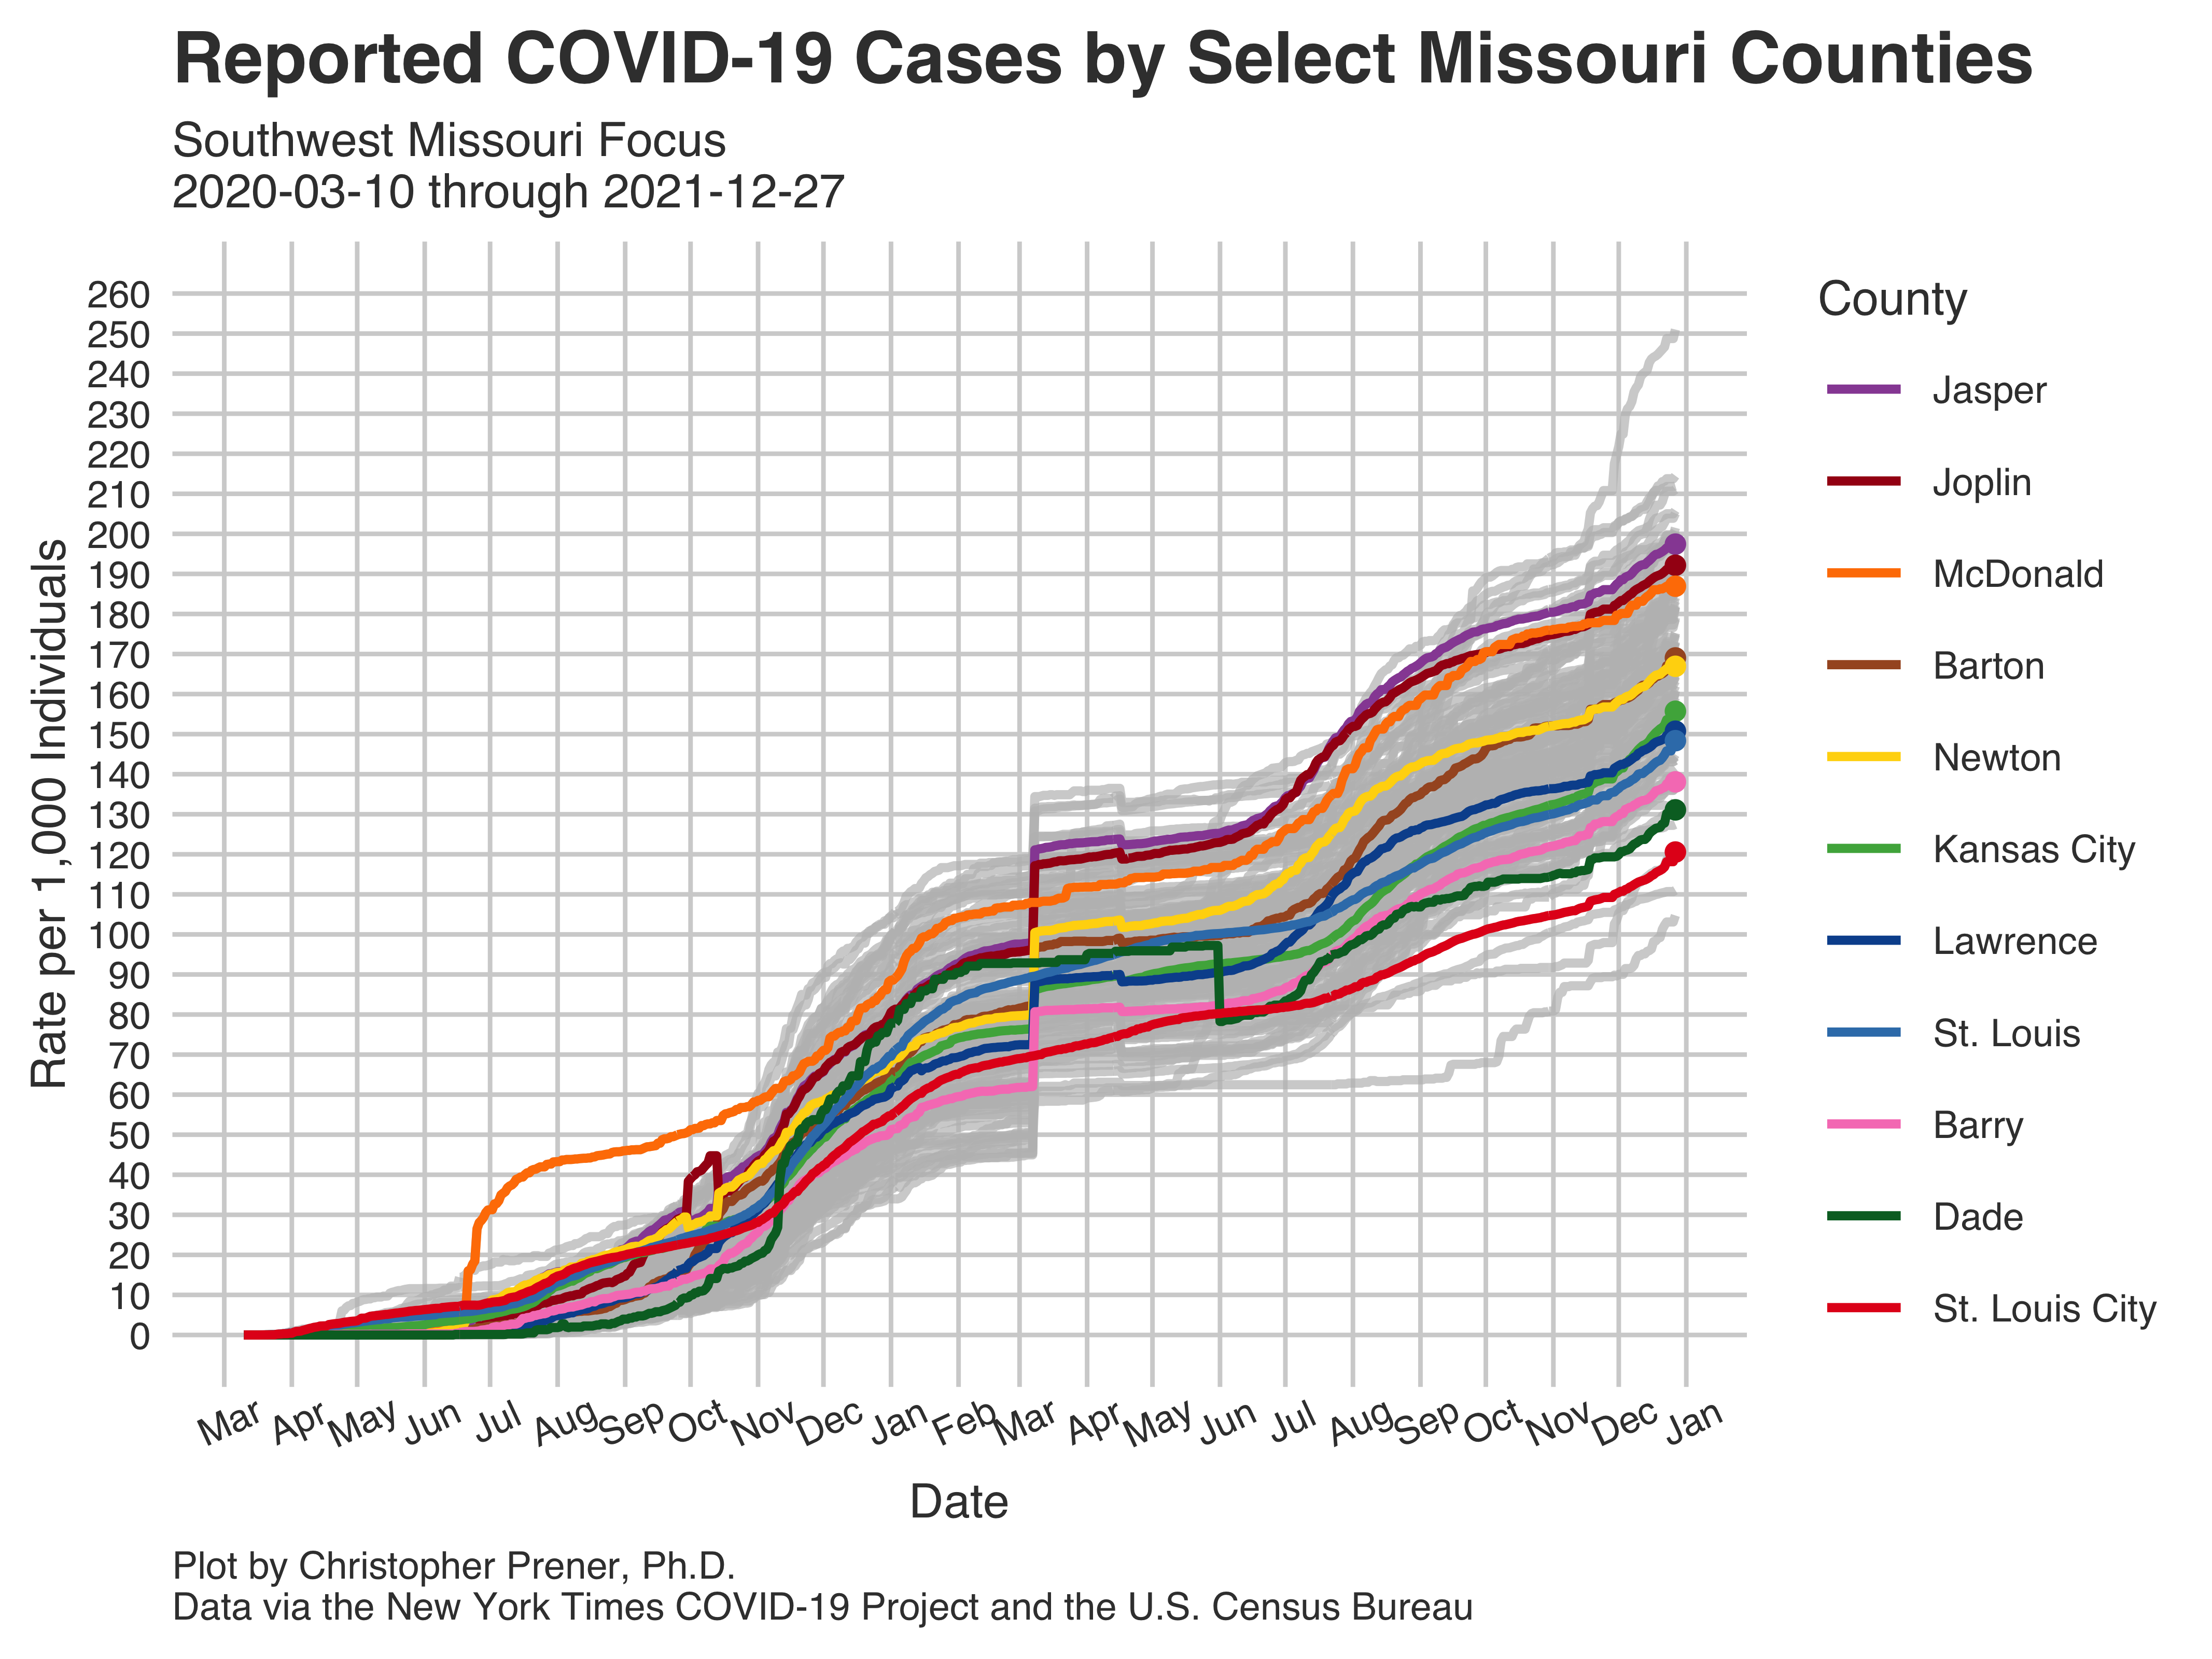 Reported COVID-19 Cases by Select Missouri Counties
Southwest Missouri Focus
2020-03-10 through 2021-12-27
Rate per 1,000 Individuals
260
250
240
230
220
210
200
190
180
170
160
150
140
130
120
110
100
90
80
70
60
50
40
30
20
10
0
Mar Apr May Jun Jul Aug Sep Oct Nov Dec Jan Feb Mar Apr May Jun Jul Aug Sep Oct Nov Dec Jan
Date
County
Jasper
Joplin
McDonald
Barton
Newton
Kansas City
Lawrence
St. Louis
Barry
Dade
St. Louis City
Plot by Christopher Prener, Ph.D.
Data via the New York Times COVID-19 Project and the U.S. Census Bureau